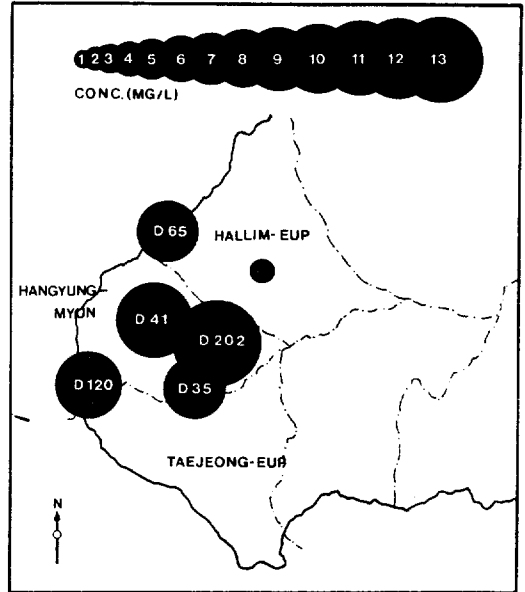 1 2 3 4 5 6 7 8 9 10 11 12 13
CONC.(MG/L)
D 65
HALLIM-EUP
HANGYUNG-
MYUN
D 41
D 202
D 120
D 35
TAEJEONG-EUP
N